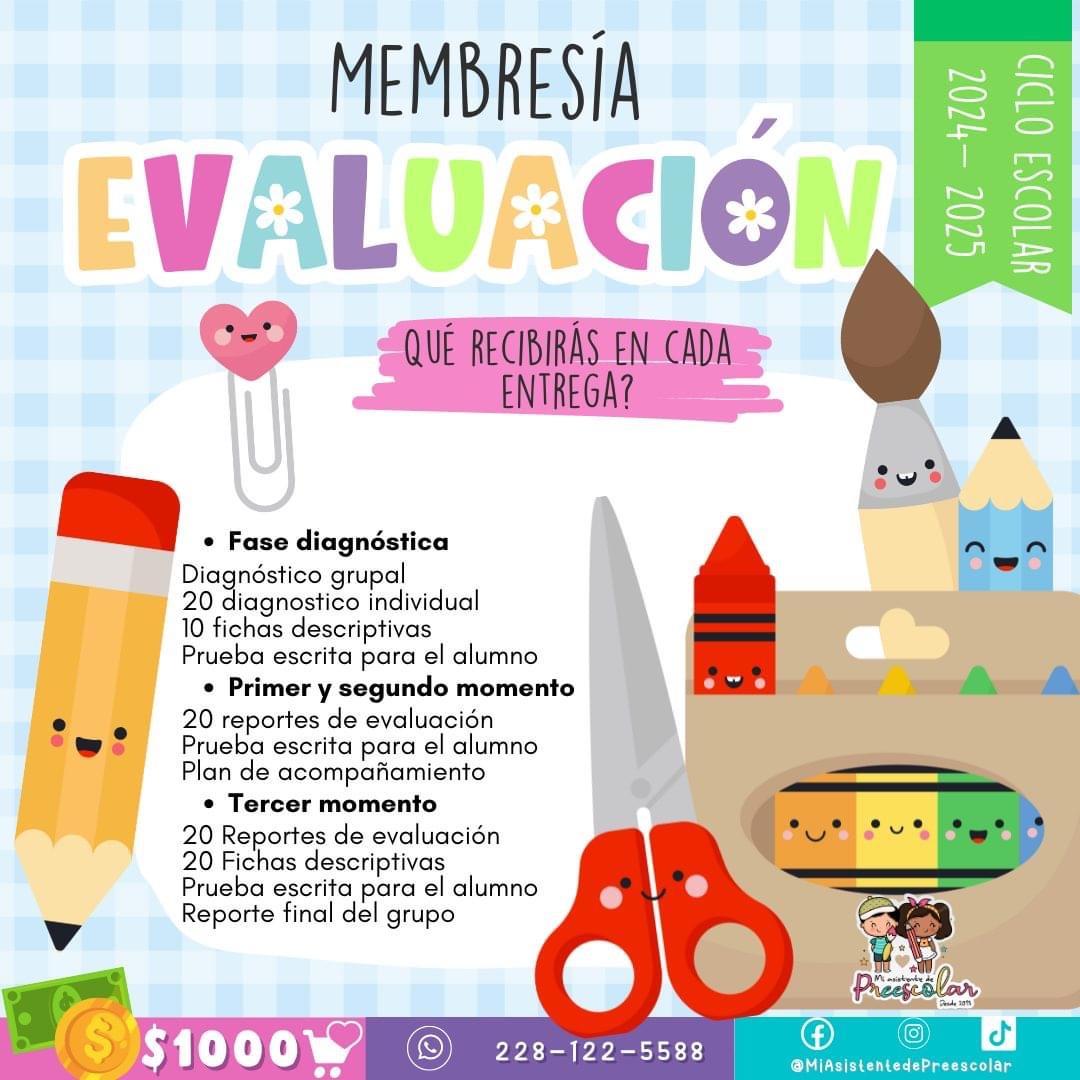 MEMBRESÍA
EVALUACIÓN
CICLO ESCOLAR
2024— 2025
QUÉ RECIBIRÁS EN CADA
ENTREGA?
• Fase diagnóstica
Diagnóstico grupal
20 diagnostico individual
10 fichas descriptivas
Prueba escrita para el alumno
• Primer y segundo momento
20 reportes de evaluación
Prueba escrita para el alumno
Plan de acompañamiento
• Tercer momento
20 Reportes de evaluación
20 Fichas descriptivas
Prueba escrita para el alumno
Reporte final del grupo
Mi asistente de
Preescolar
$1000
228-122-5588
@MiAsistentedePreescolar